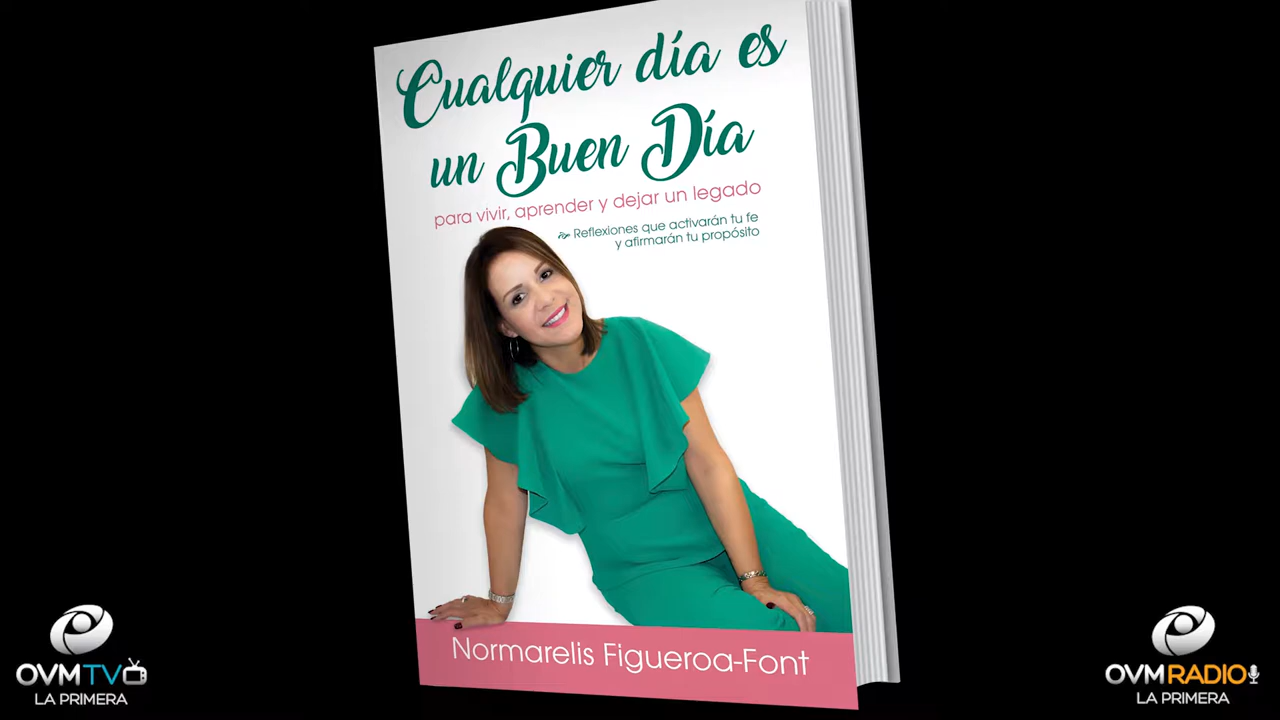 Cualquier día es
un Buen Día
para vivir, aprender y dejar un legado
Reflexiones que activarán tu fe
y afirmarán tu propósito
Normarelis Figueroa-Font
OVMTV
LA PRIMERA
OVMRADIO
LA PRIMERA